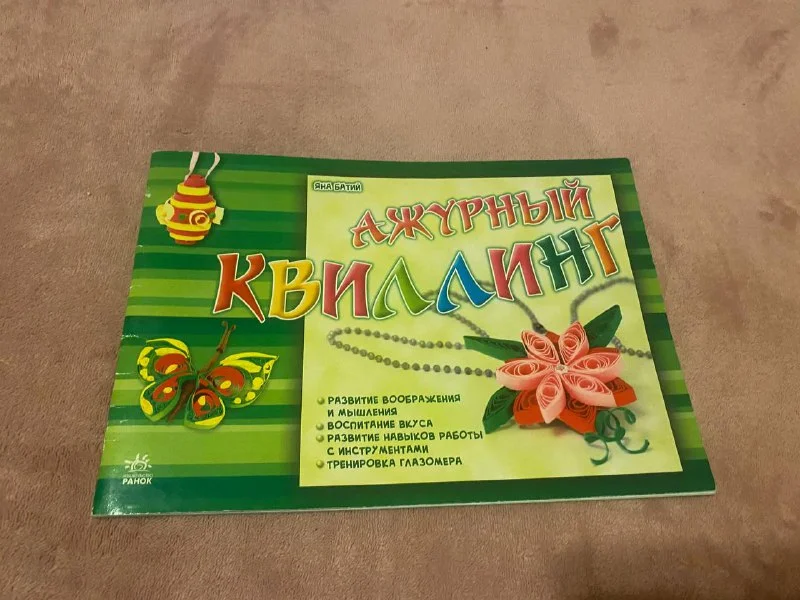 ЯНА БАТИЙ
АЖУРНЫЙ
КВИЛЛИНГ
РАЗВИТИЕ ВООБРАЖЕНИЯ
И МЫШЛЕНИЯ
ВОСПИТАНИЕ ВКУСА
РАЗВИТИЕ НАВЫКОВ РАБОТЫ
С ИНСТРУМЕНТАМИ
ТРЕНИРОВКА ГЛАЗОМЕРА
РАНОК